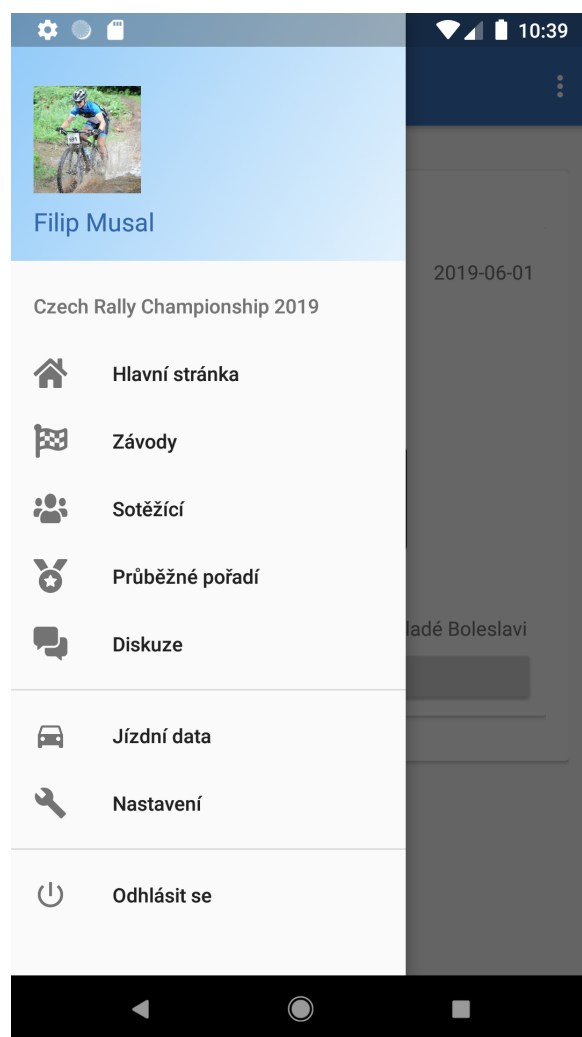 10:39
Filip Musal
2019-06-01
Czech Rally Championship 2019
Hlavní stránka
Závody
Sotěžící
Průběžné pořadí
ladé Boleslavi
Diskuze
Jízdní data
Nastavení
Odhlásit se